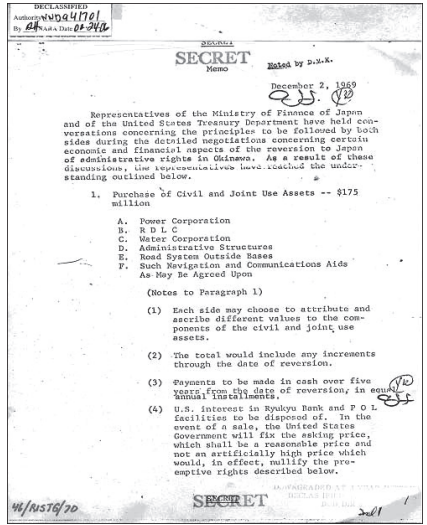 DECLASSIFIED
Authority
By NARA Date
SECRET
SECRET
Memo
Noted by D.M.K.
December 2, 1969
Representatives of the Ministry of Finance of Japan
and of the United States Treasury Department have held con-
versations concerning the principles to be followed by both
sides during the detailed negotiations concerning certain
economic and financial aspects of the reversion to Japan
of administrative rights in Okinawa. As a result of these
discussions, the representatives have reached the under-
standing outlined below.
1. Purchase of Civil and Joint Use Assets -- $175
million
A. Power Corporation
B. R D L C
C. Water Corporation
D. Administrative Structures
E. Road System Outside Bases
F. Such Navigation and Communications Aids
As May Be Agreed Upon
(Notes to Paragraph 1)
(1) Each side may choose to attribute and
ascribe different values to the com-
ponents of the civil and joint use
assets.
(2) The total would include any increments
through the date of reversion.
(3) Payments to be made in cash over five
years from the date of reversion, in equal
annual installments.
(4) U.S. interest in Ryukyu Bank and P O L
facilities to be disposed of. In the
event of a sale, the United States
Government will fix the asking price,
which shall be a reasonable price and
not an artificially high price which
would, in effect, nullify the pre-
emptive rights described below.
SECRET
SECRET